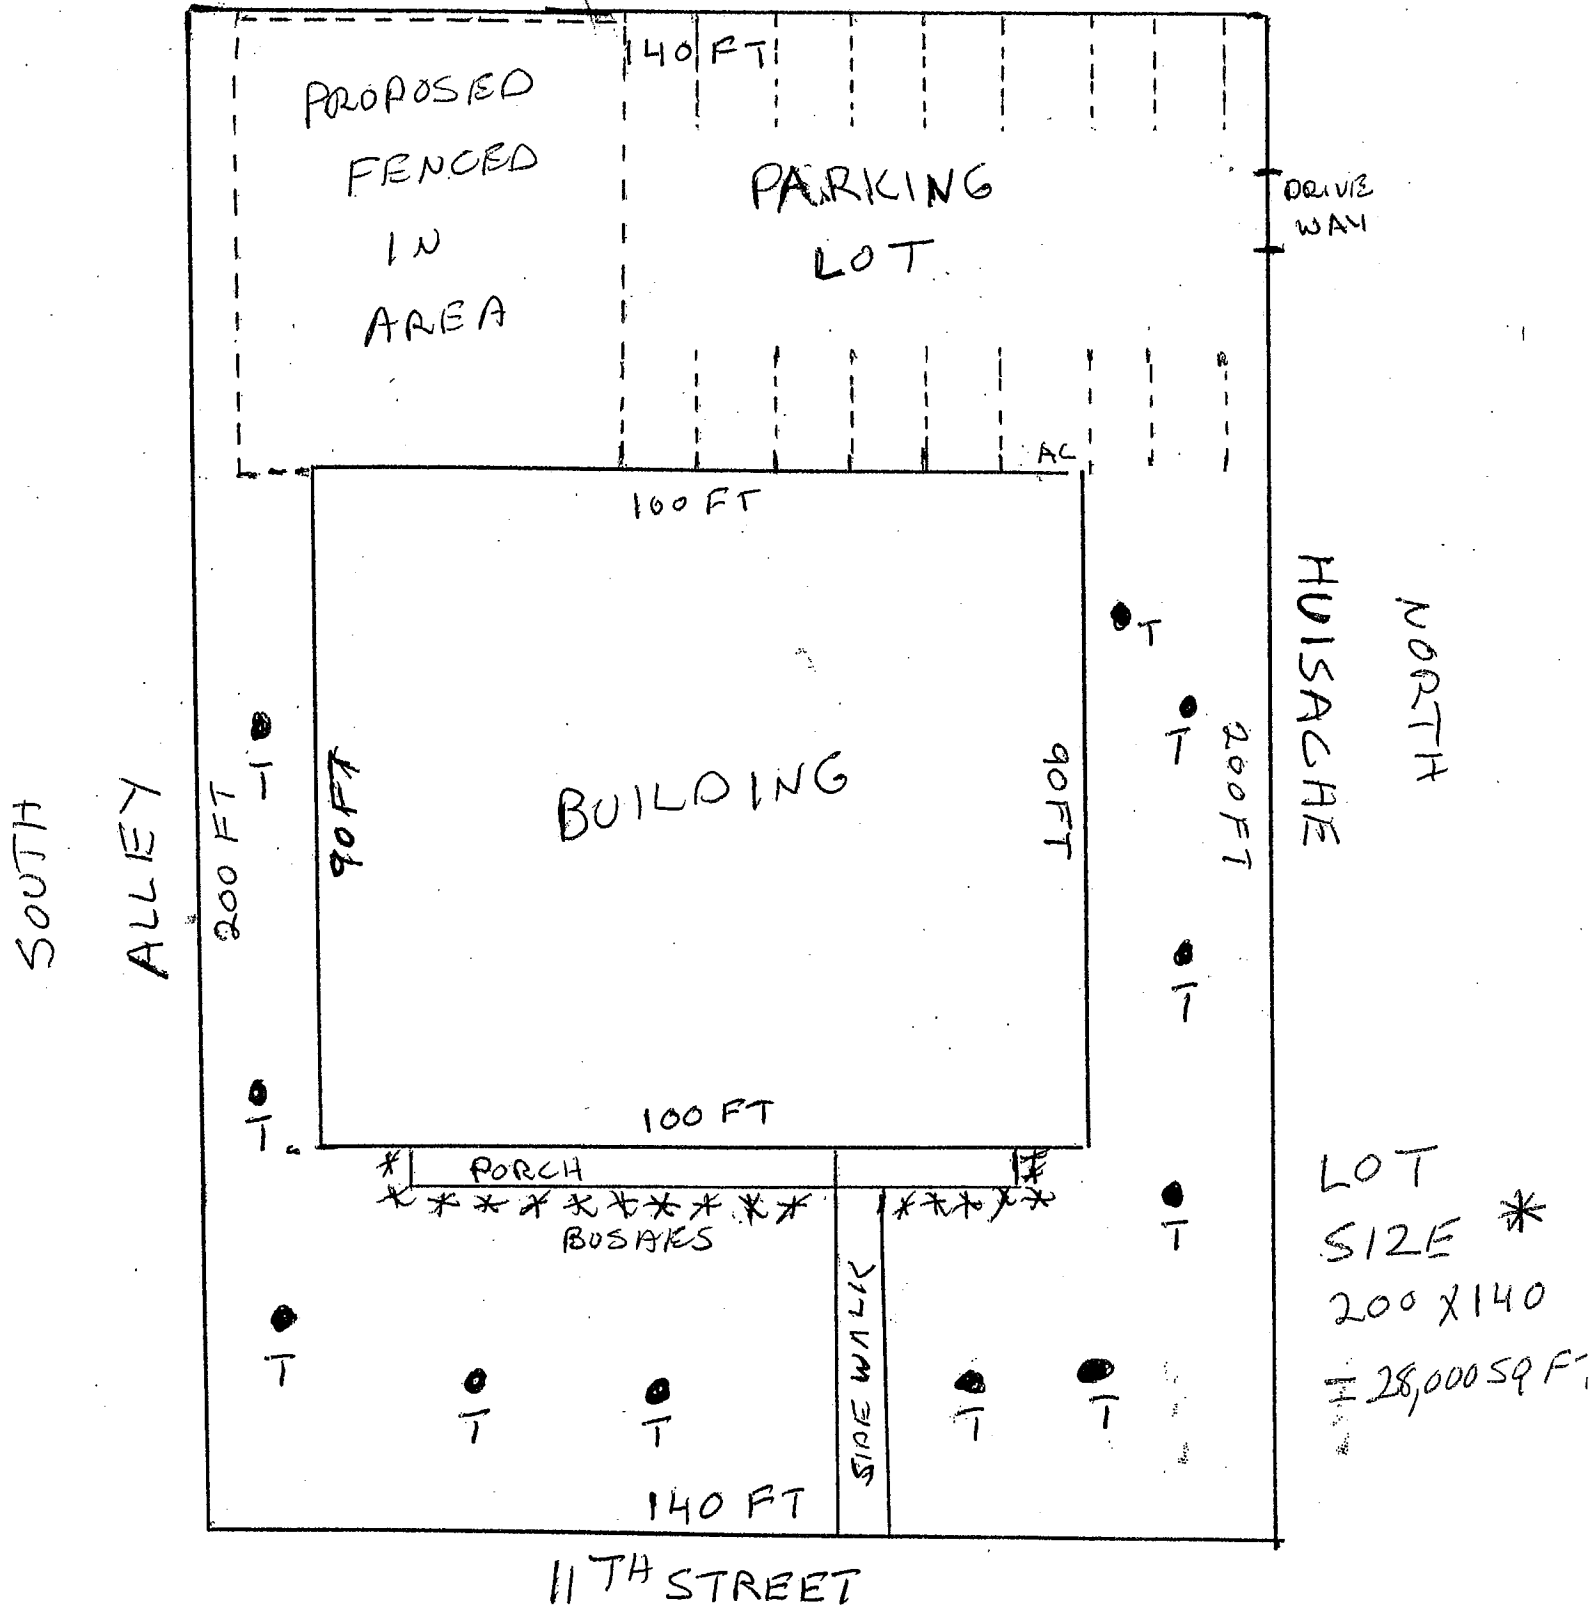 140 FT
PROPOSED
FENCED
IN
AREA
PARKING
LOT
DRIVE
WAY
AC
100 FT
HUISACHE
NORTH
T
T
200 FT
T
T
T
SOUTH
ALLEY
200 FT
90 FT
BUILDING
90 FT
T
100 FT
PORCH
BUSHES
T
T
T
T
T
T
SIDE WALK
LOT
SIZE *
200 X 140
= 28,000 SQ FT
140 FT
11TH STREET